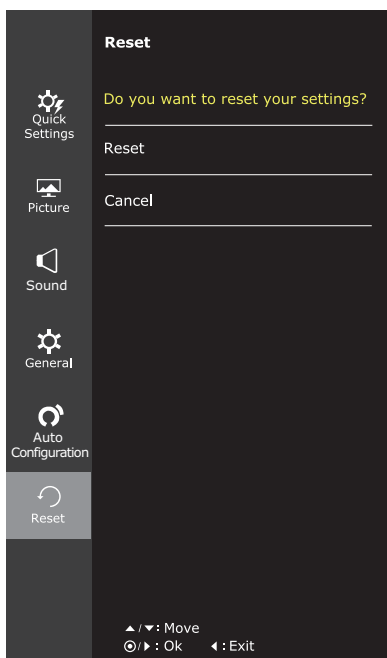 Reset
Do you want to reset your settings?
Reset
Cancel
Quick
Settings
Picture
Sound
General
Auto
Configuration
Reset
▲/▼: Move
◉/▶: Ok ◀: Exit